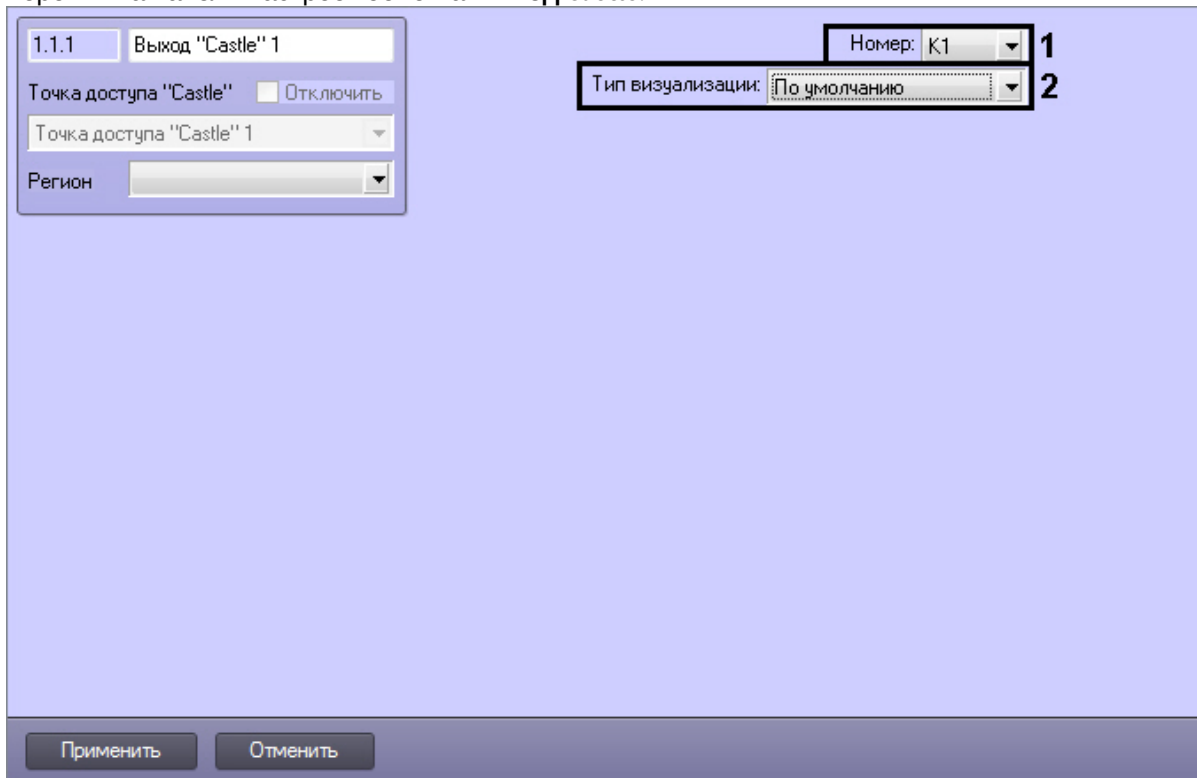 1.1.1 Выход "Castle" 1
Номер: К1 1
Точка доступа "Castle" Отключить
Тип визуализации: По умолчанию 2
Точка доступа "Castle" 1
Регион
Применить Отменить